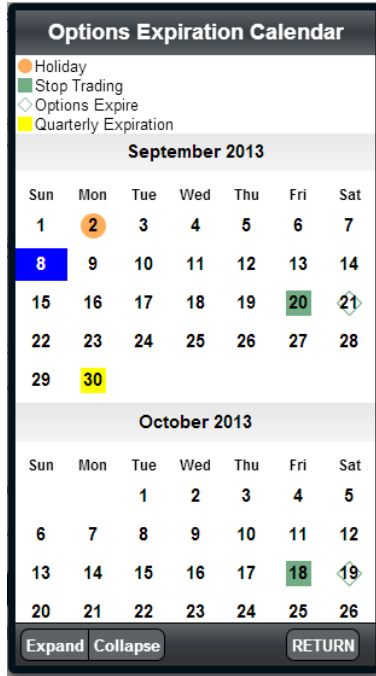 Options Expiration Calendar
Holiday
Stop Trading
Options Expire
Quarterly Expiration
September 2013
Sun Mon Tue Wed Thu Fri Sat
1 2 3 4 5 6 7
8 9 10 11 12 13 14
15 16 17 18 19 20 21
22 23 24 25 26 27 28
29 30
October 2013
Sun Mon Tue Wed Thu Fri Sat
1 2 3 4 5
6 7 8 9 10 11 12
13 14 15 16 17 18 19
20 21 22 23 24 25 26
Expand Collapse RETURN